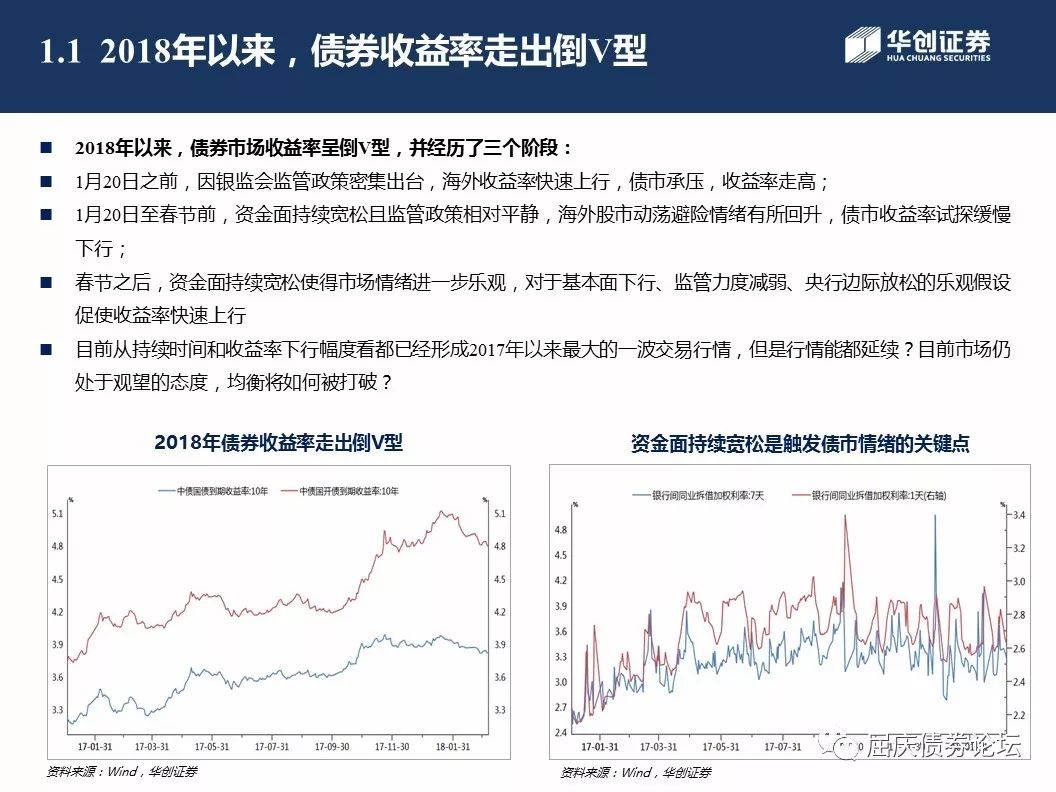 1.1 2018年以来，债券收益率走出倒V型
华创证券
HUA CHUANG SECURITIES
■ 2018年以来，债券市场收益率呈倒V型，并经历了三个阶段：
■ 1月20日之前，因银监会监管政策密集出台，海外收益率快速上行，债市承压，收益率走高；
■ 1月20日至春节前，资金面持续宽松且监管政策相对平静，海外股市动荡避险情绪有所回升，债市收益率试探缓慢
下行；
■ 春节之后，资金面持续宽松使得市场情绪进一步乐观，对于基本面下行、监管力度减弱、央行边际放松的乐观假设
促使收益率快速上行
■ 目前从持续时间和收益率下行幅度看都已经形成2017年以来最大的一波交易行情，但是行情能都延续？目前市场仍
处于观望的态度，均衡将如何被打破？
2018年债券收益率走出倒V型
中债国债到期收益率:10年 中债国开债到期收益率:10年
% %
5.1 5.1
4.8 4.8
4.5 4.5
4.2 4.2
3.9 3.9
3.6 3.6
3.3 3.3
17-01-31 17-03-31 17-05-31 17-07-31 17-09-30 17-11-30 18-01-31
资料来源：Wind，华创证券
资金面持续宽松是触发债市情绪的关键点
银行间同业拆借加权利率:7天 银行间同业拆借加权利率:1天(右轴)
% %
4.8 3.4
4.5 3.2
4.2 3.0
3.9 2.8
3.6 2.6
3.3 2.4
3.0 2.2
2.7
2.4
17-01-31 17-03-31 17-05-31 17-07-31
屈庆债券论坛
资料来源：Wind，华创证券